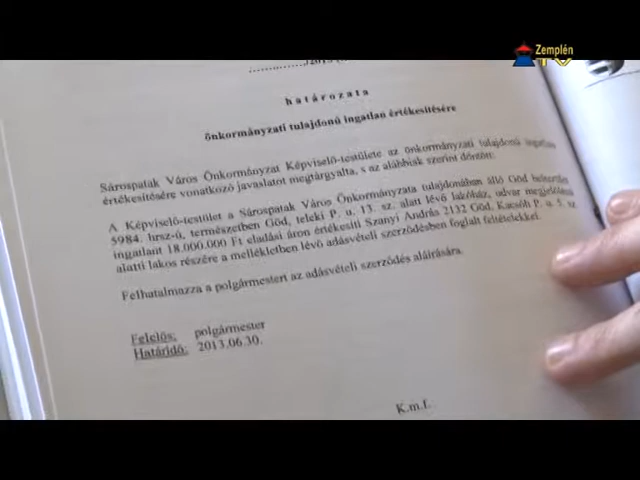 Zemplén
TV
határozata
önkormányzati tulajdonú ingatlan értékesítésére
Sárospatak Város Önkormányzat Képviselő-testülete az önkormányzati tulajdonú ingatlan
értékesítésére vonatkozó javaslatot megtárgyalta, s az alábbiak szerint döntött:
A Képviselő-testület a Sárospatak Város Önkormányzata tulajdonában álló Göd belterület
5984. hrsz-ú, természetben Göd, teleki P. u. 13. sz. alatt lévő lakóház, udvar megjelölésű
ingatlant 18.000.000 Ft eladási áron értékesíti Szanyi András 2132 Göd, Kacsóh P. u. 5. sz.
alatti lakos részére a mellékletben lévő adásvételi szerződésben foglalt feltételekkel.
Felhatalmazza a polgármestert az adásvételi szerződés aláírására.
Felelős: polgármester
Határidő: 2013.06.30.
K.m.f.